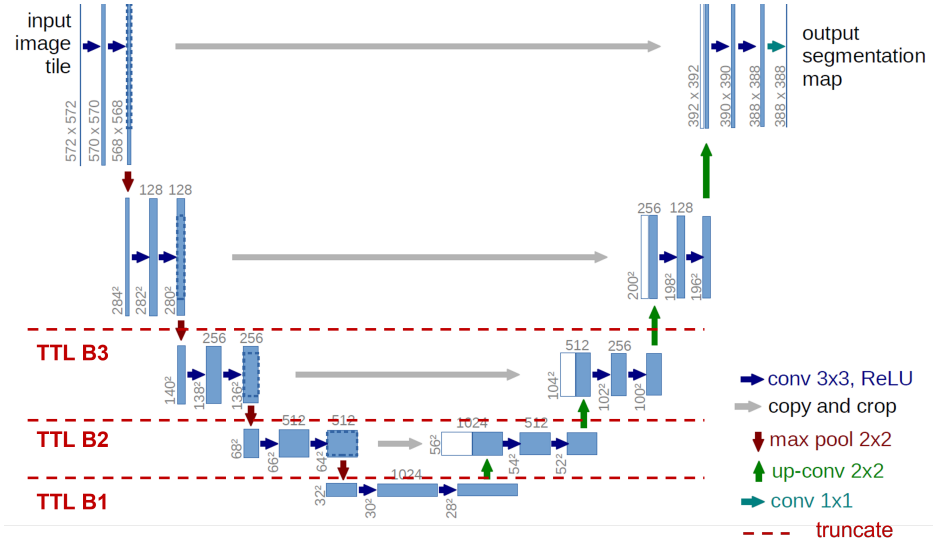 input
image
tile
572 x 572
570 x 570
568 x 568
392 x 392
390 x 390
388 x 388
388 x 388
output
segmentation
map
128 128
284²
282²
280²
256 128
200²
198²
196²
TTL B3
256 256
140²
138²
136²
512 256
104²
102²
100²
TTL B2
512 512
68²
66²
64²
1024 512
56²
54²
52²
TTL B1
1024
32²
30²
28²
conv 3x3, ReLU
copy and crop
max pool 2x2
up-conv 2x2
conv 1x1
truncate